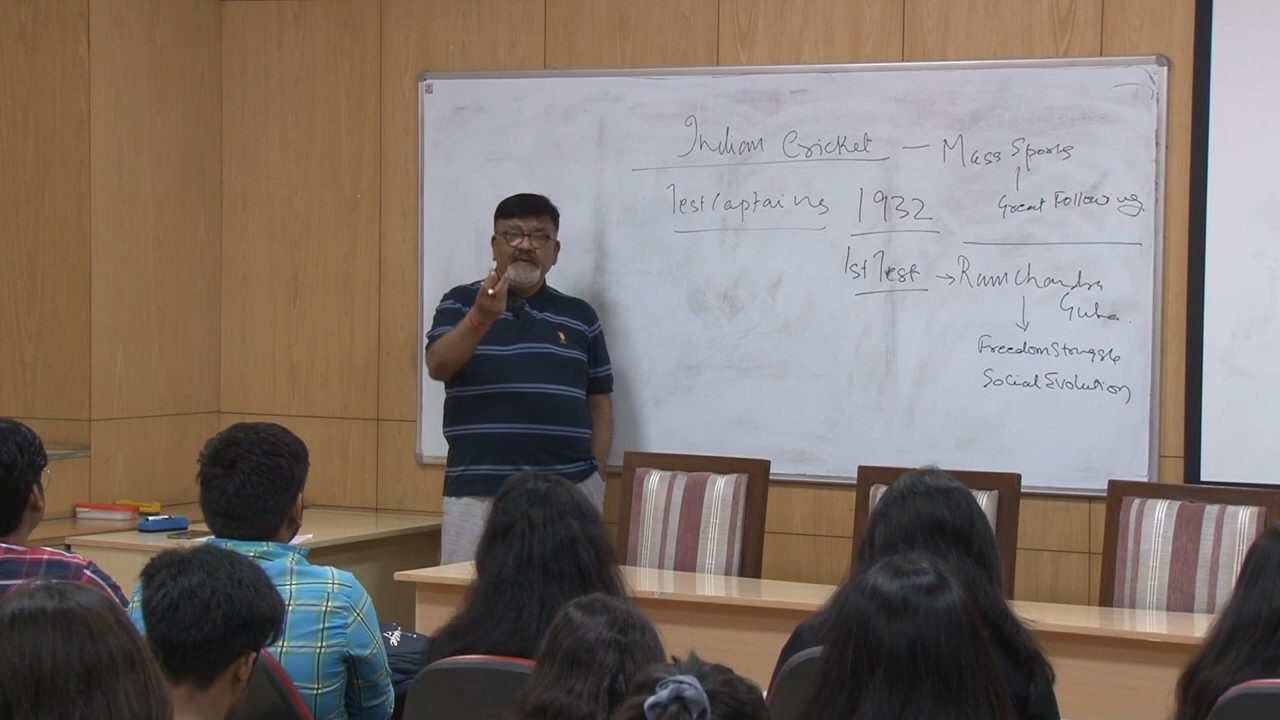 Indian Cricket — Mass Sports
Great Following
Test Captains 1932
1st Test → Ramchandra
Guha.
Freedom Struggle
Social Evolution